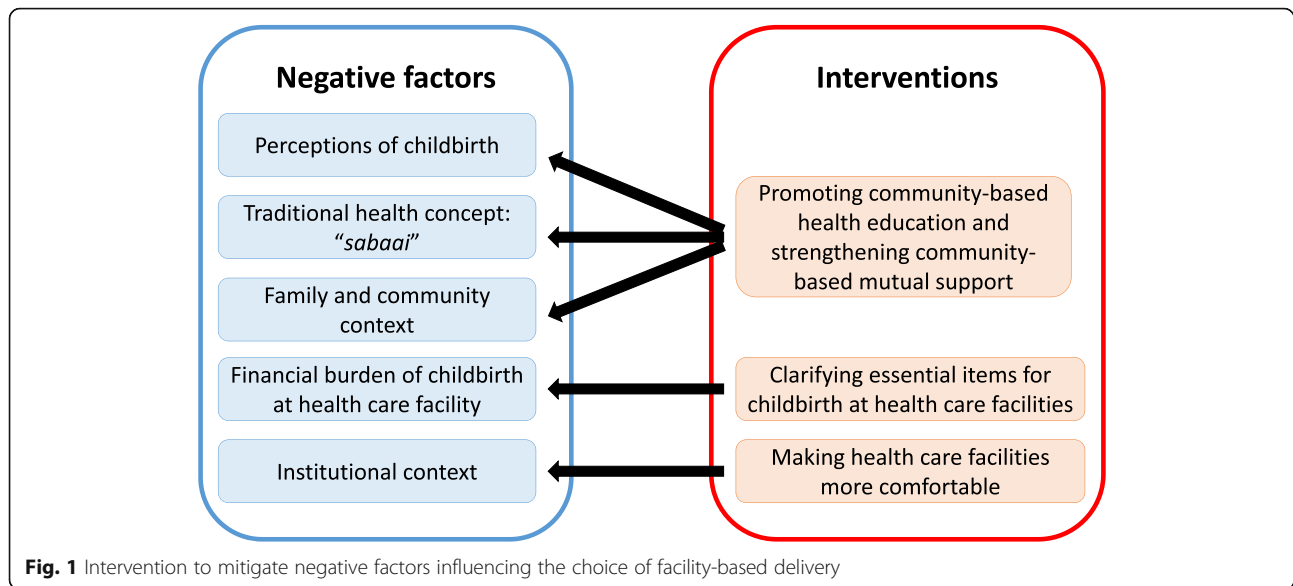 Negative factors
Perceptions of childbirth
Traditional health concept:
“sabaai”
Family and community
context
Financial burden of childbirth
at health care facility
Institutional context
Interventions
Promoting community-based
health education and
strengthening community-
based mutual support
Clarifying essential items for
childbirth at health care facilities
Making health care facilities
more comfortable
Fig. 1 Intervention to mitigate negative factors influencing the choice of facility-based delivery